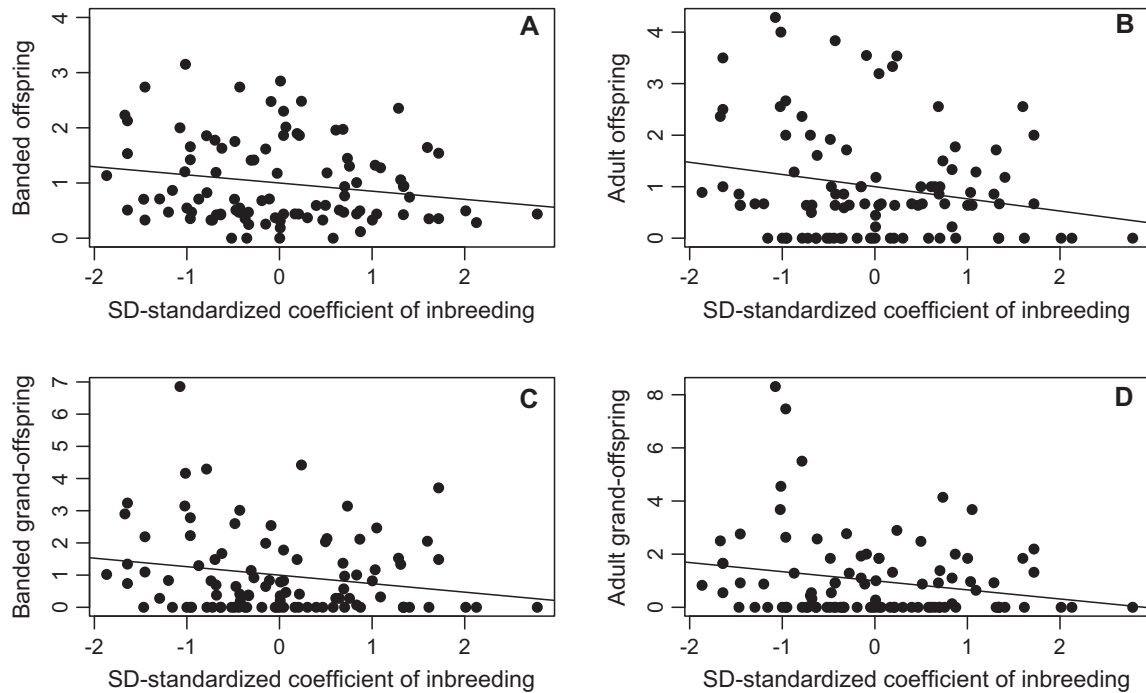 A
Banded offspring
4
3
2
1
0
-2 -1 0 1 2
SD-standardized coefficient of inbreeding
B
Adult offspring
4
3
2
1
0
-2 -1 0 1 2
SD-standardized coefficient of inbreeding
C
Banded grand-offspring
7
6
5
4
3
2
1
0
-2 -1 0 1 2
SD-standardized coefficient of inbreeding
D
Adult grand-offspring
8
6
4
2
0
-2 -1 0 1 2
SD-standardized coefficient of inbreeding